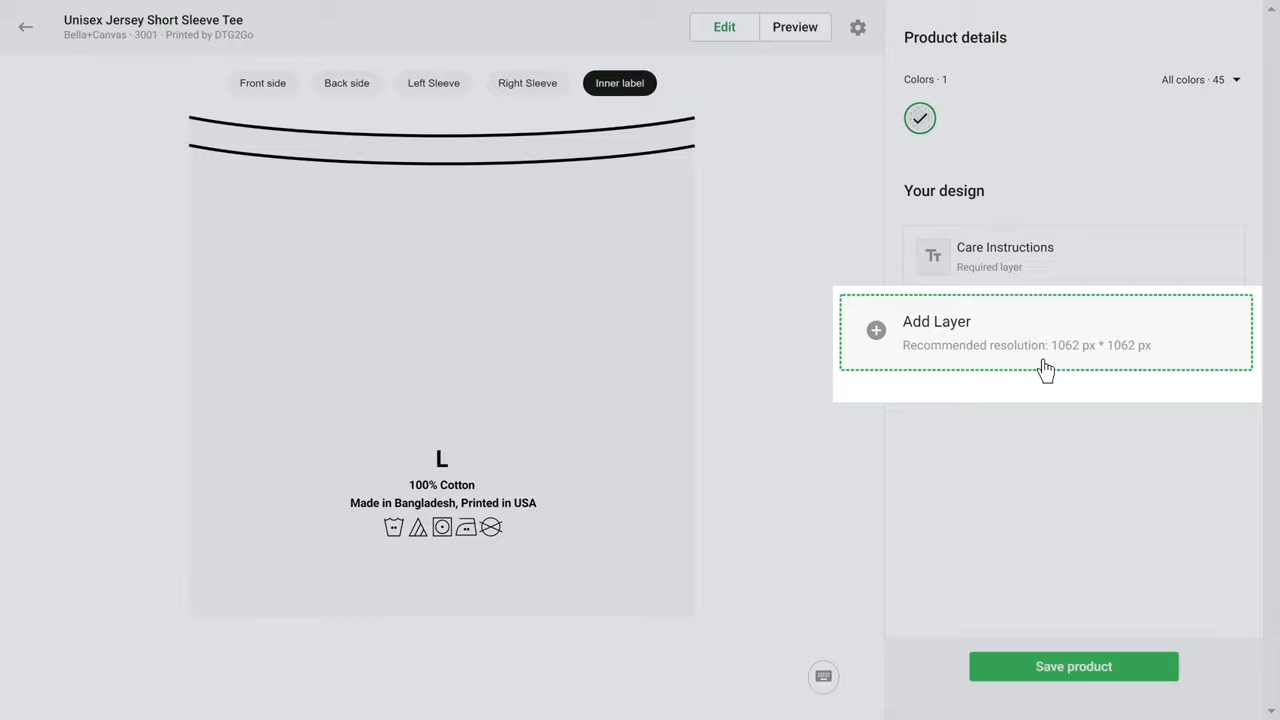 Unisex Jersey Short Sleeve Tee
Bella+Canvas · 3001 · Printed by DTG2Go
Edit
Preview
Front side
Back side
Left Sleeve
Right Sleeve
Inner label
L
100% Cotton
Made in Bangladesh, Printed in USA
Product details
Colors · 1
All colors · 45
Your design
Tт
Care Instructions
Required layer
Add Layer
Recommended resolution: 1062 px * 1062 px
Save product